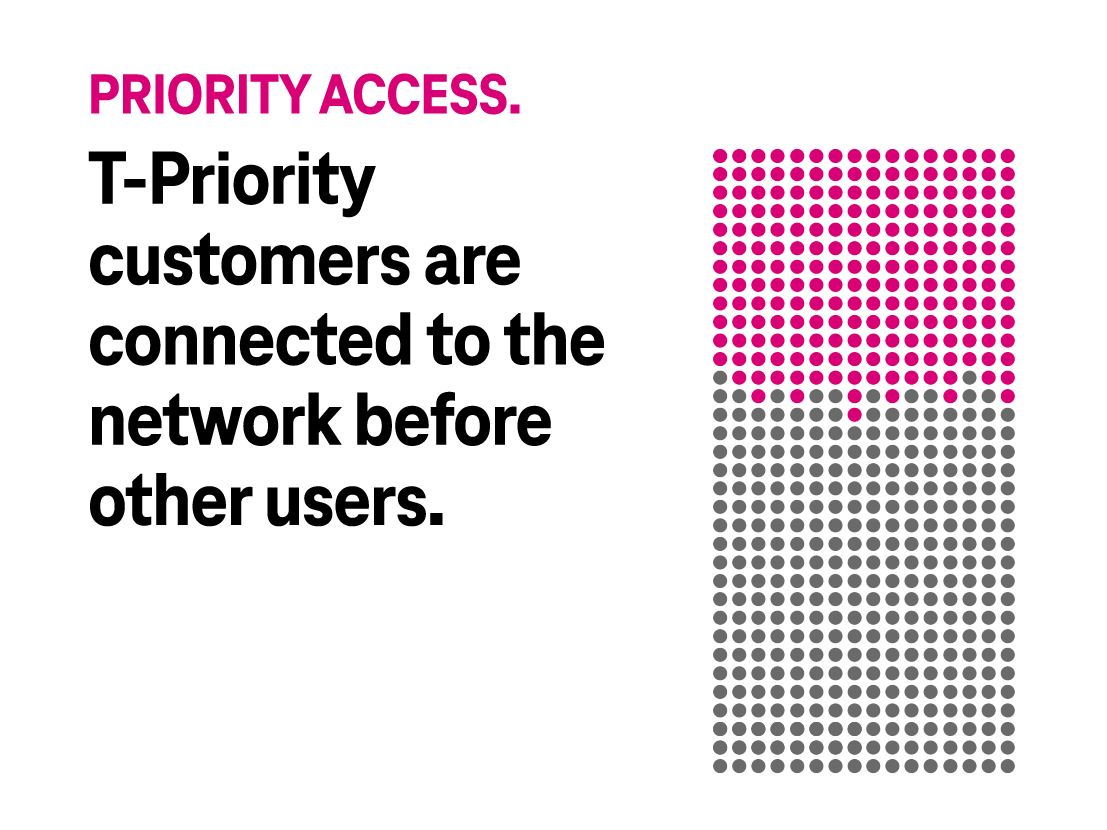 PRIORITY ACCESS.
T-Priority
customers are
connected to the
network before
other users.